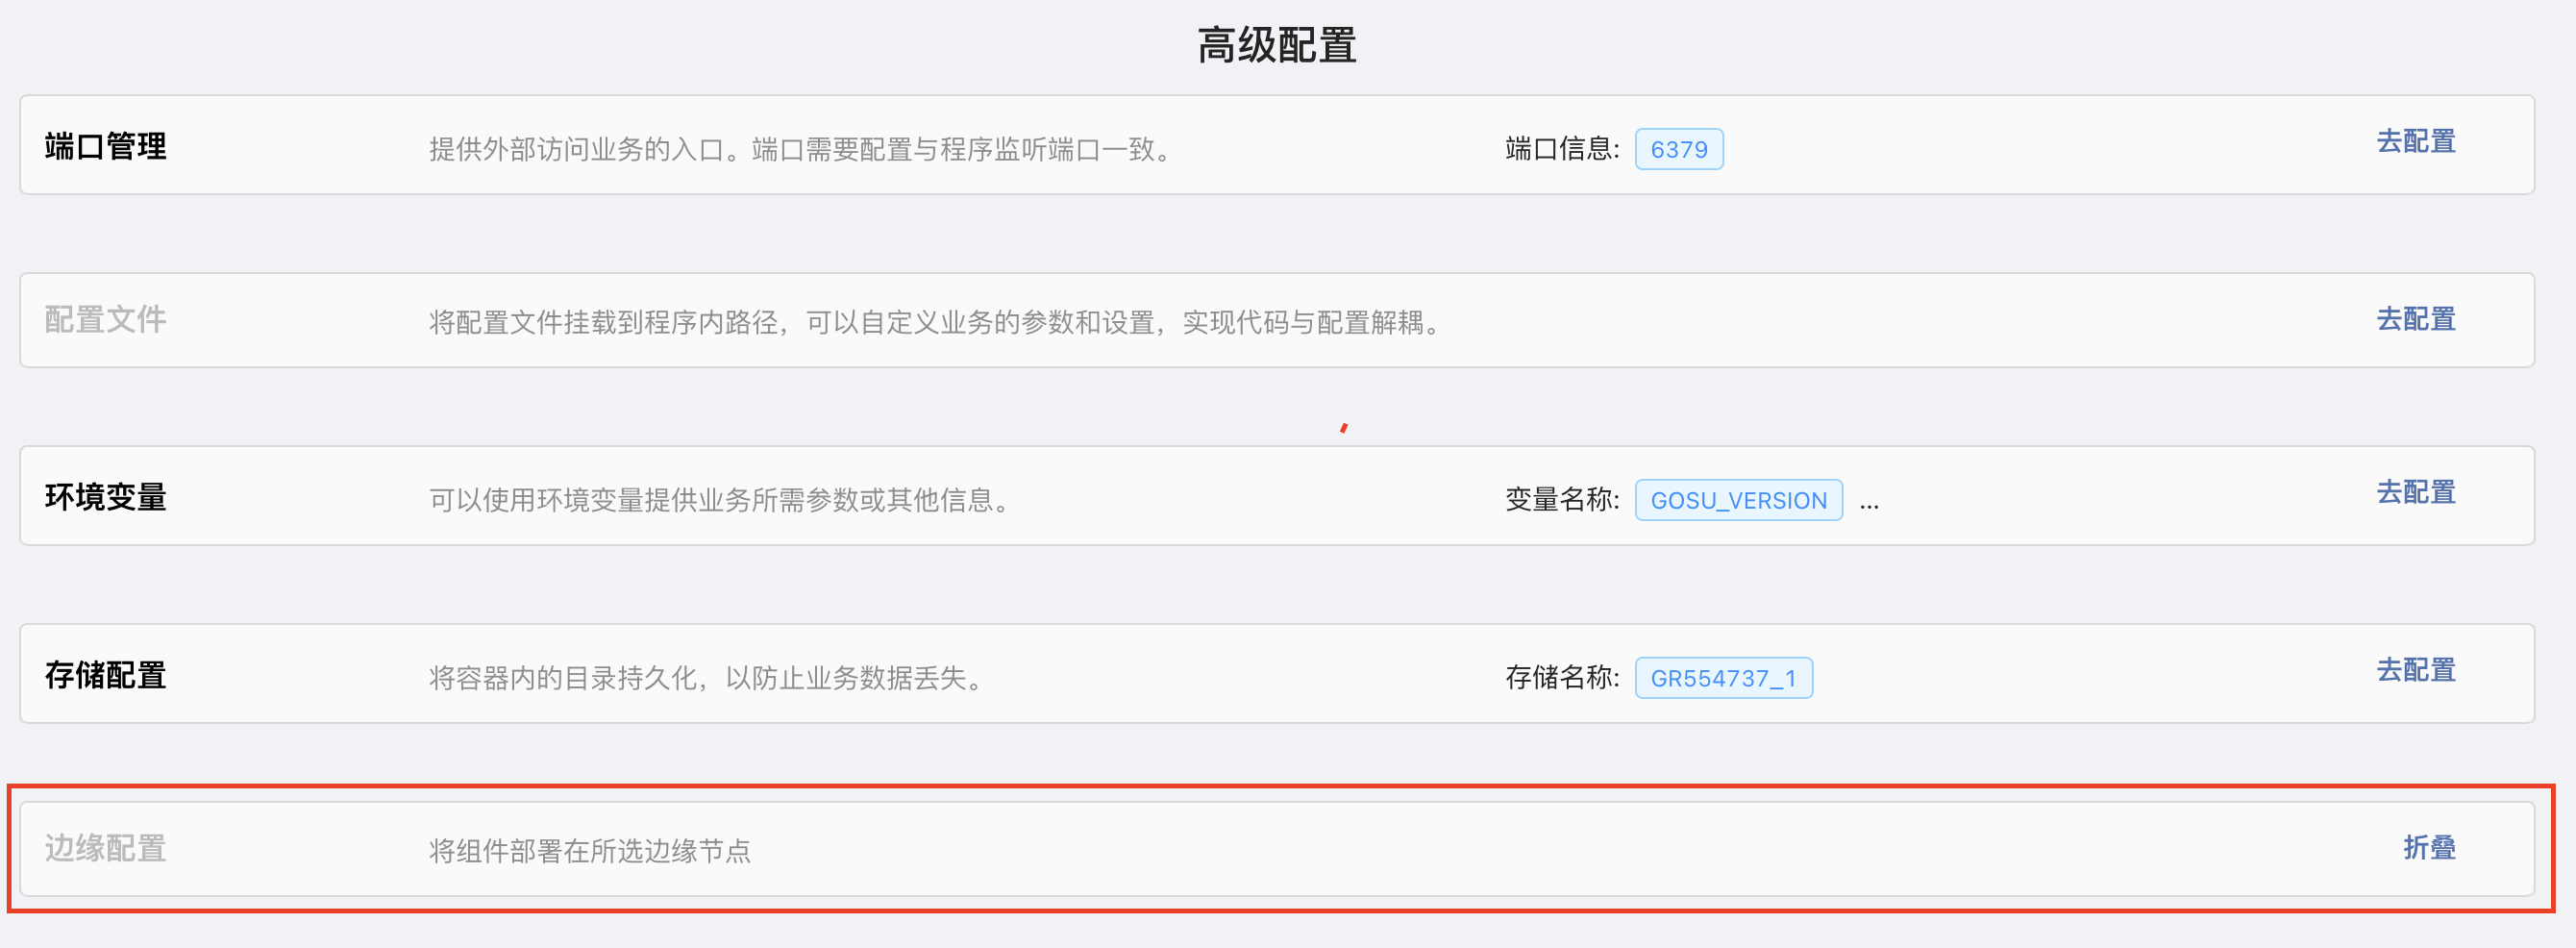 高级配置
端口管理 提供外部访问业务的入口。端口需要配置与程序监听端口一致。 端口信息: 6379 去配置
配置文件 将配置文件挂载到程序内路径，可以自定义业务的参数和设置，实现代码与配置解耦。 去配置
环境变量 可以使用环境变量提供业务所需参数或其他信息。 变量名称: GOSU_VERSION ... 去配置
存储配置 将容器内的目录持久化，以防止业务数据丢失。 存储名称: GR554737_1 去配置
边缘配置 将组件部署在所选边缘节点 折叠